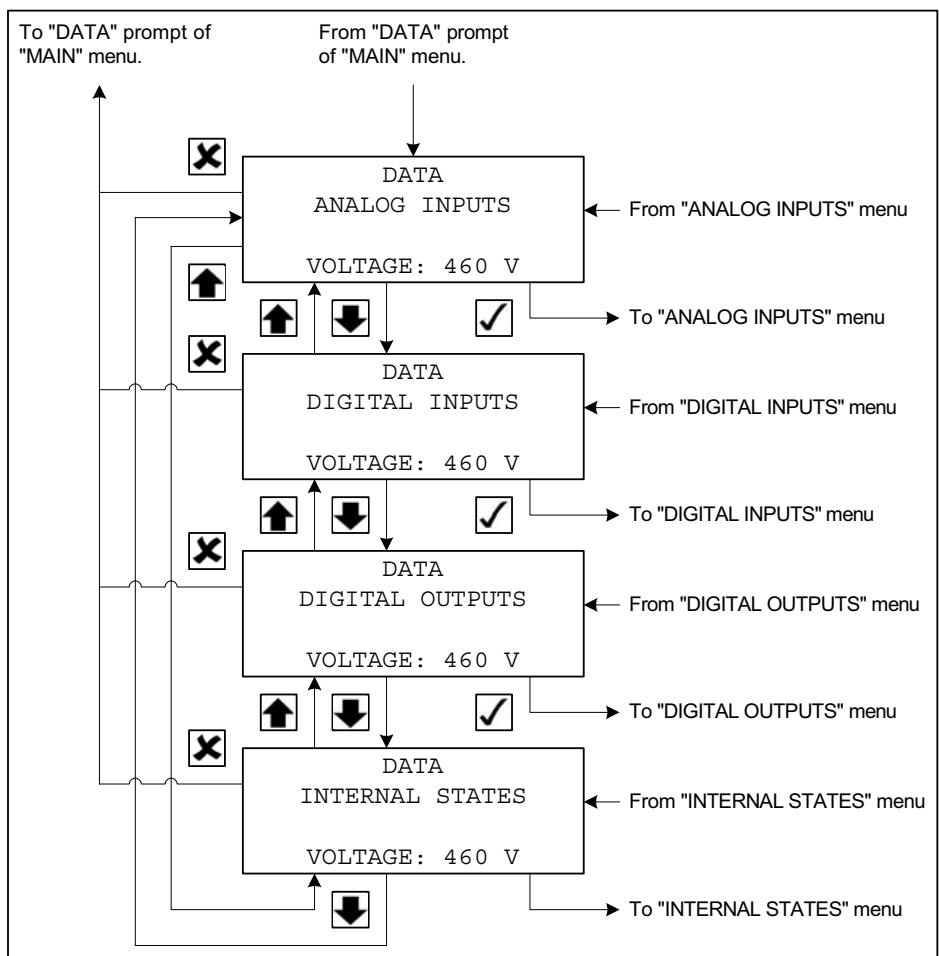 To "DATA" prompt of
"MAIN" menu.
From "DATA" prompt
of "MAIN" menu.
DATA
ANALOG INPUTS
VOLTAGE: 460 V
From "ANALOG INPUTS" menu
To "ANALOG INPUTS" menu
DATA
DIGITAL INPUTS
VOLTAGE: 460 V
From "DIGITAL INPUTS" menu
To "DIGITAL INPUTS" menu
DATA
DIGITAL OUTPUTS
VOLTAGE: 460 V
From "DIGITAL OUTPUTS" menu
To "DIGITAL OUTPUTS" menu
DATA
INTERNAL STATES
VOLTAGE: 460 V
From "INTERNAL STATES" menu
To "INTERNAL STATES" menu